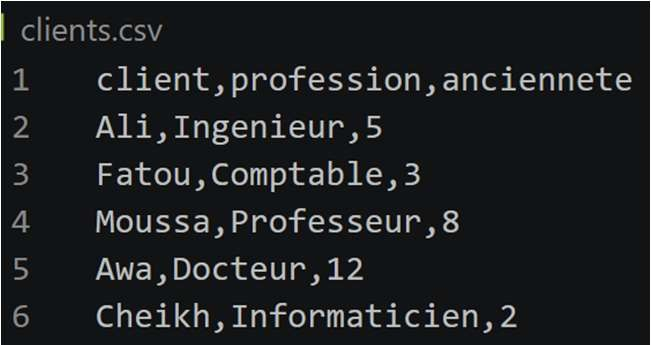 clients.csv
1 client,profession,anciennete
2 Ali,Ingenieur,5
3 Fatou,Comptable,3
4 Moussa,Professeur,8
5 Awa,Docteur,12
6 Cheikh,Informaticien,2